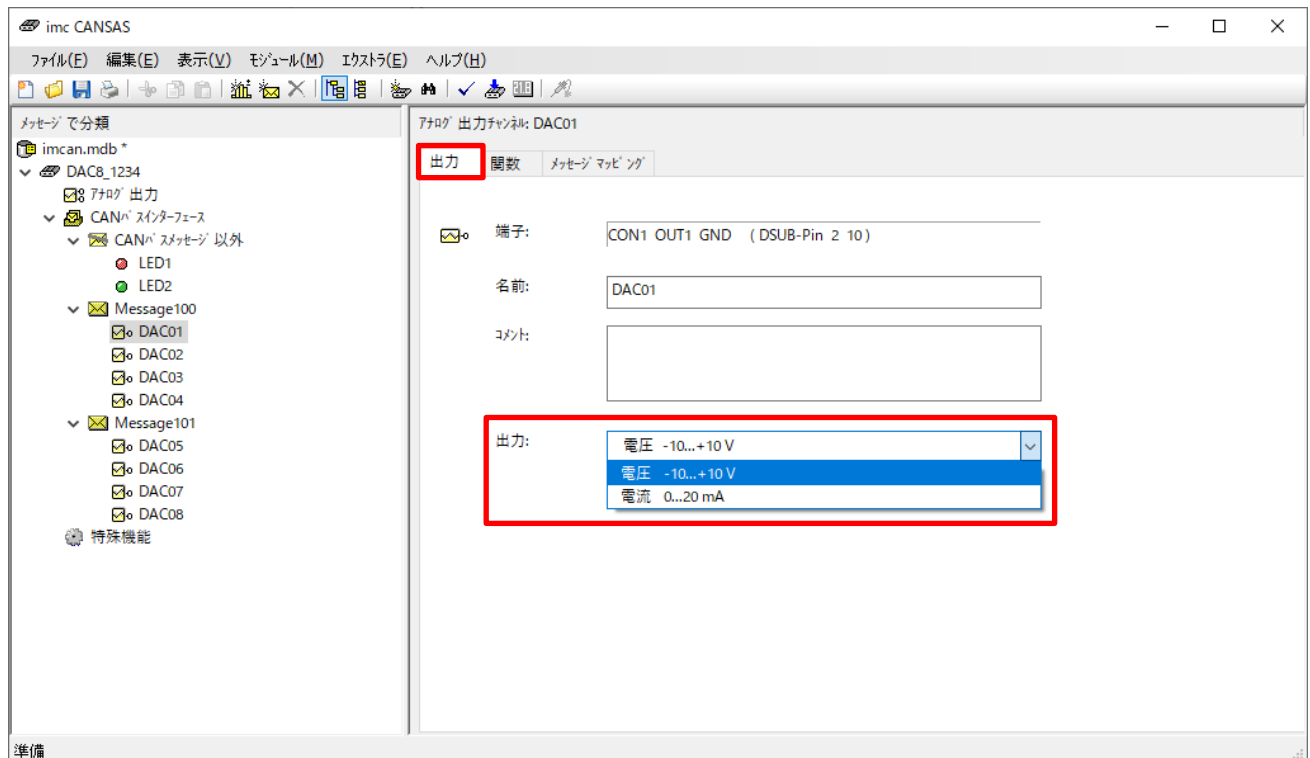 imc CANSAS
ファイル(F) 編集(E) 表示(V) モジュール(M) エクストラ(E) ヘルプ(H)
メッセージで分類
アナログ出力チャンネル: DAC01
imcan.mdb *
DAC8_1234
アナログ出力
CANバスインターフェース
CANバスメッセージ以外
LED1
LED2
Message100
DAC01
DAC02
DAC03
DAC04
Message101
DAC05
DAC06
DAC07
DAC08
特殊機能
出力 関数 メッセージマッピング
端子: CON1 OUT1 GND (DSUB-Pin 2 10)
名前: DAC01
コメント:
出力: 電圧 -10...+10 V
電圧 -10...+10 V
電流 0...20 mA
準備